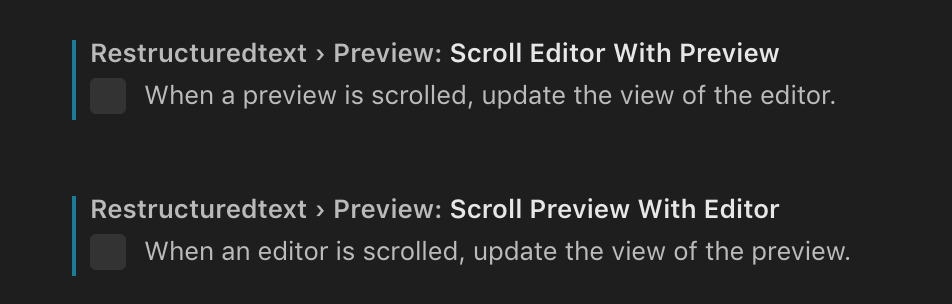 Restructuredtext › Preview: Scroll Editor With Preview
When a preview is scrolled, update the view of the editor.
Restructuredtext › Preview: Scroll Preview With Editor
When an editor is scrolled, update the view of the preview.